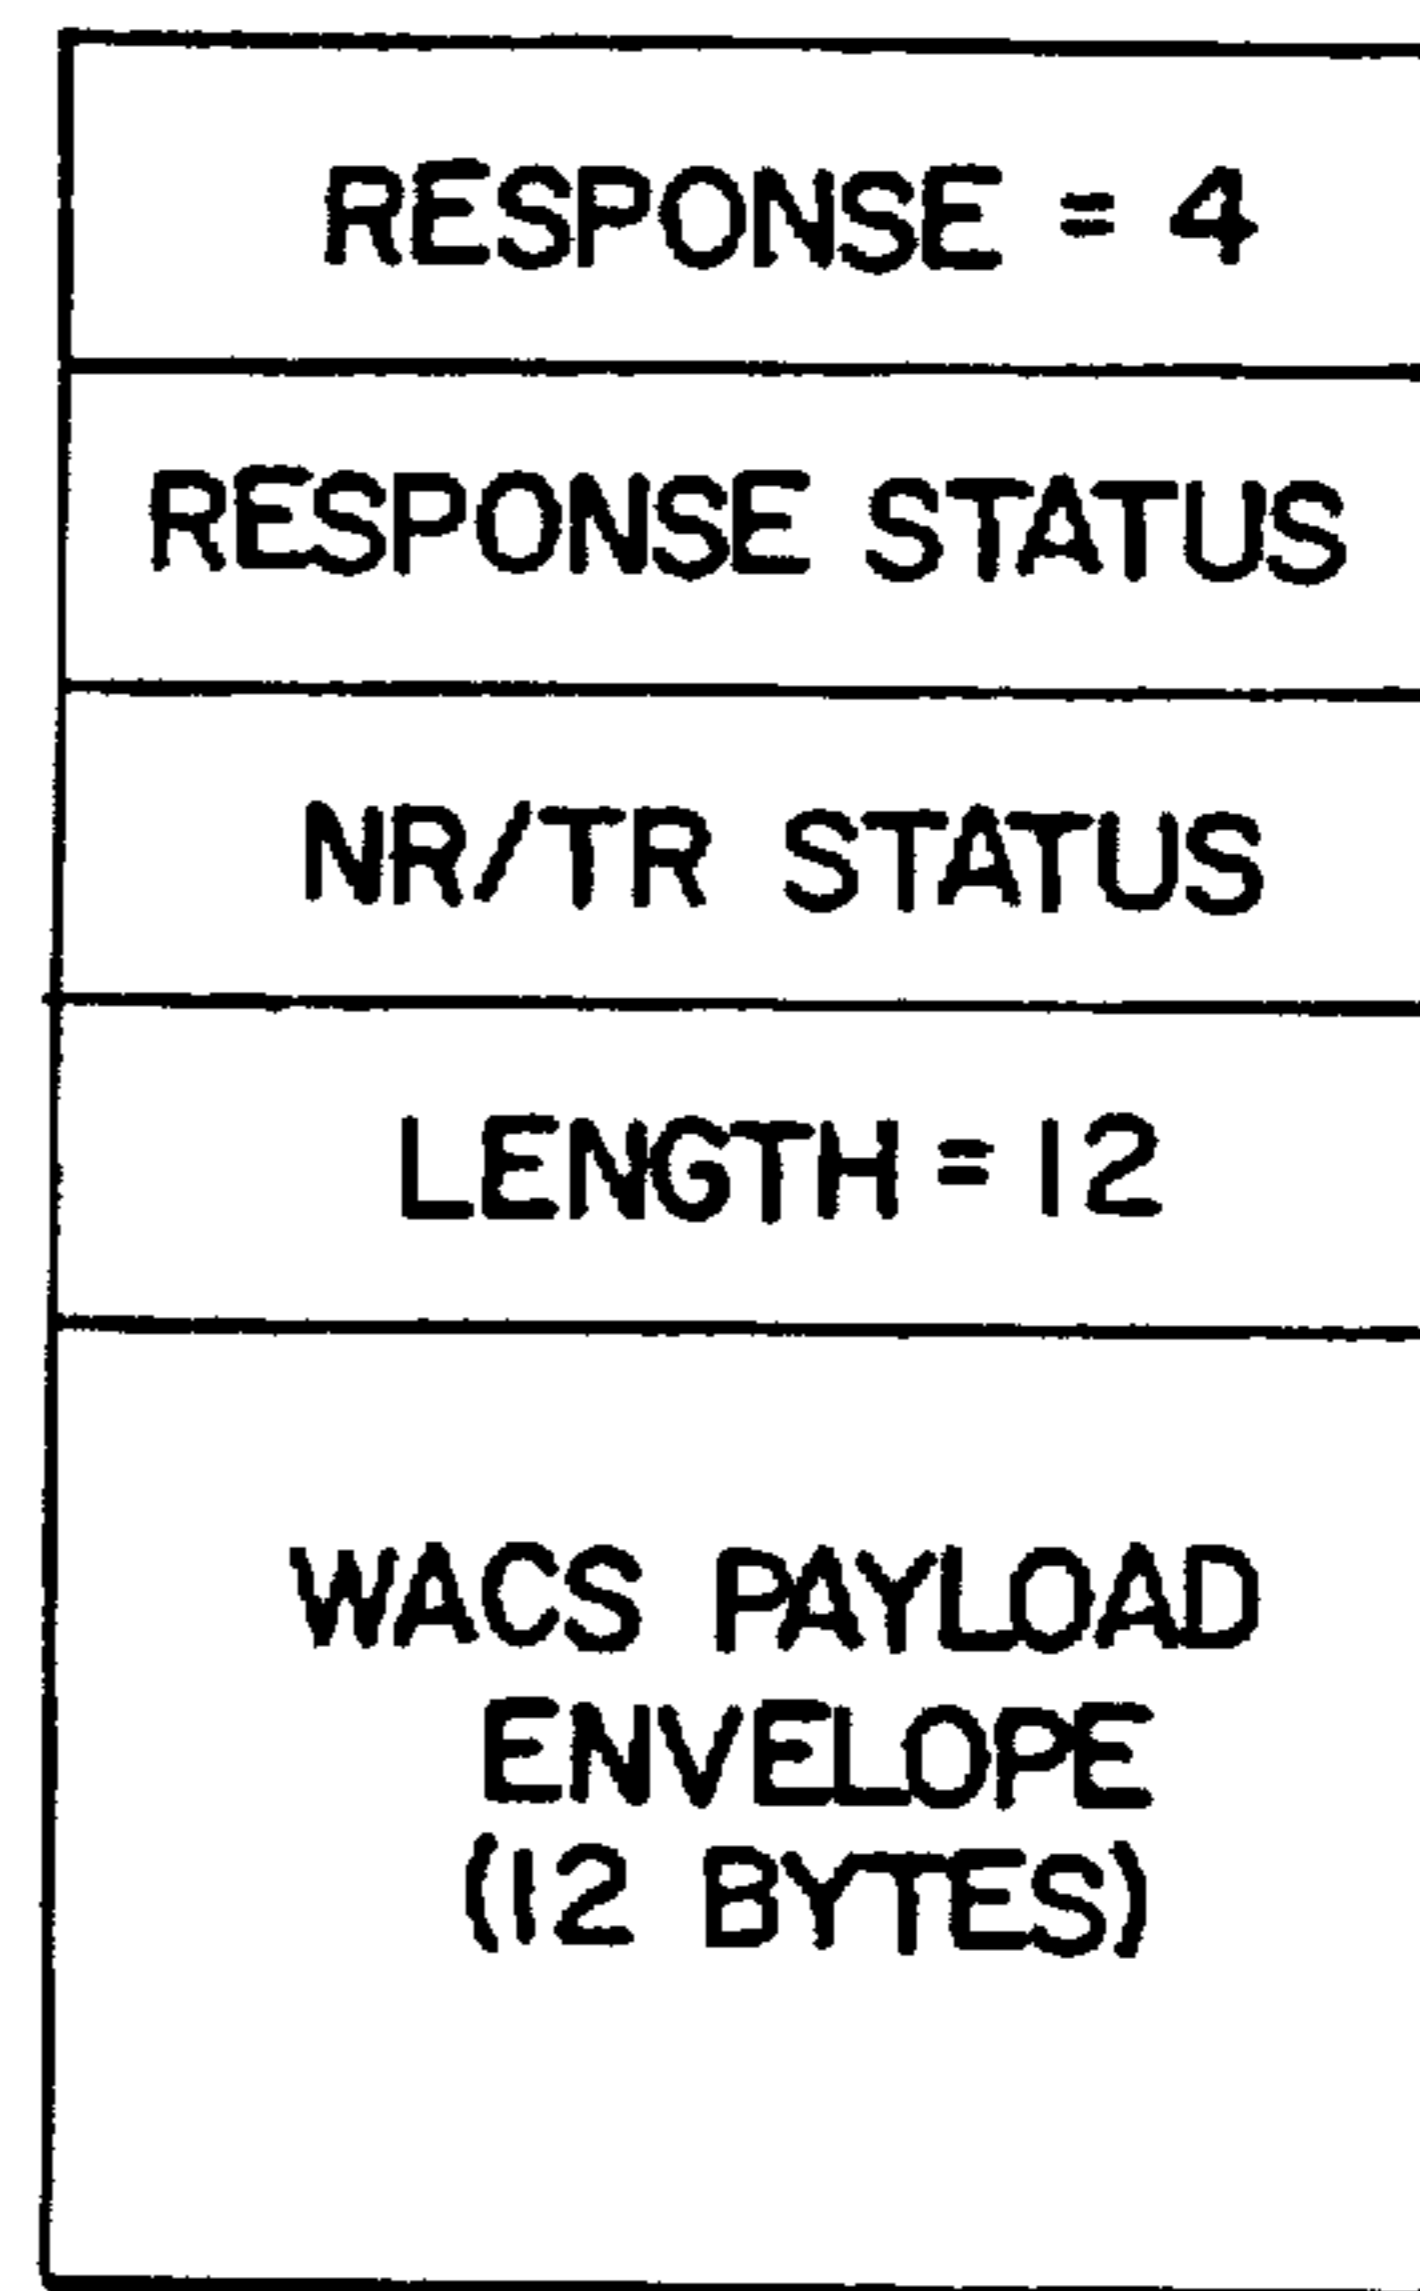 RESPONSE = 4
RESPONSE STATUS
NR/TR STATUS
LENGTH = 12
WACS PAYLOAD
ENVELOPE
(12 BYTES)